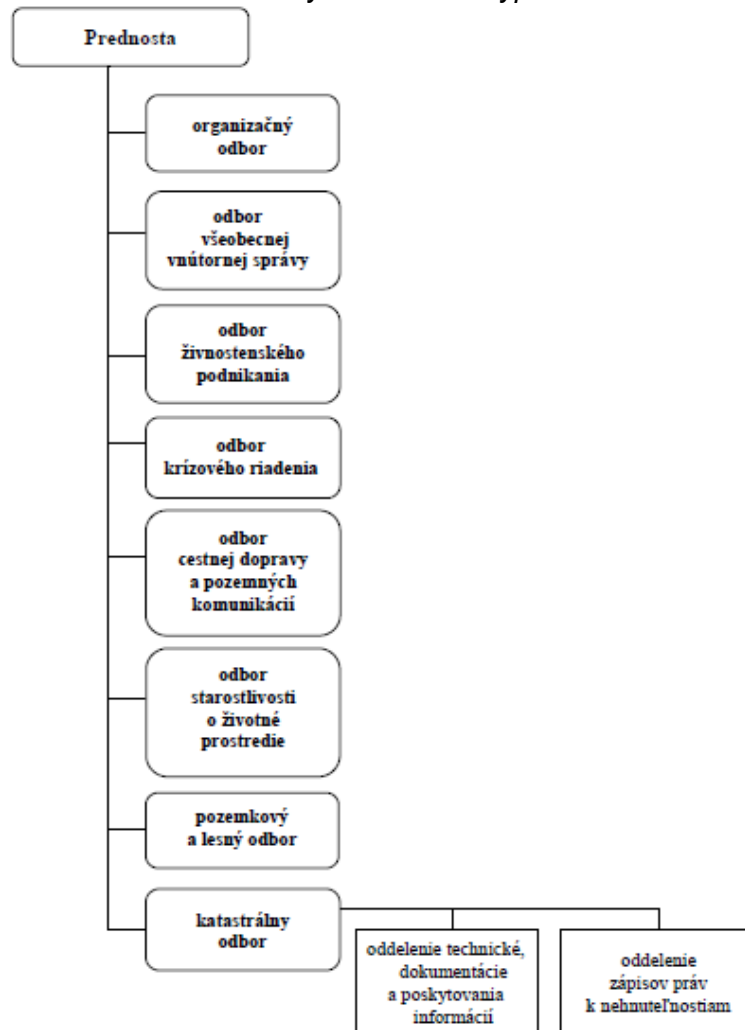 Prednosta
organizačný
odbor
odbor
všeobecnej
vnútornej správy
odbor
živnostenského
podnikania
odbor
krízového riadenia
odbor
cestnej dopravy
a pozemných
komunikácií
odbor
starostlivosti
o životné
prostredie
pozemkový
a lesný odbor
katastrálny
odbor
oddelenie technické,
dokumentácie
a poskytovania
informácií
oddelenie
zápisov práv
k nehnuteľnostiam